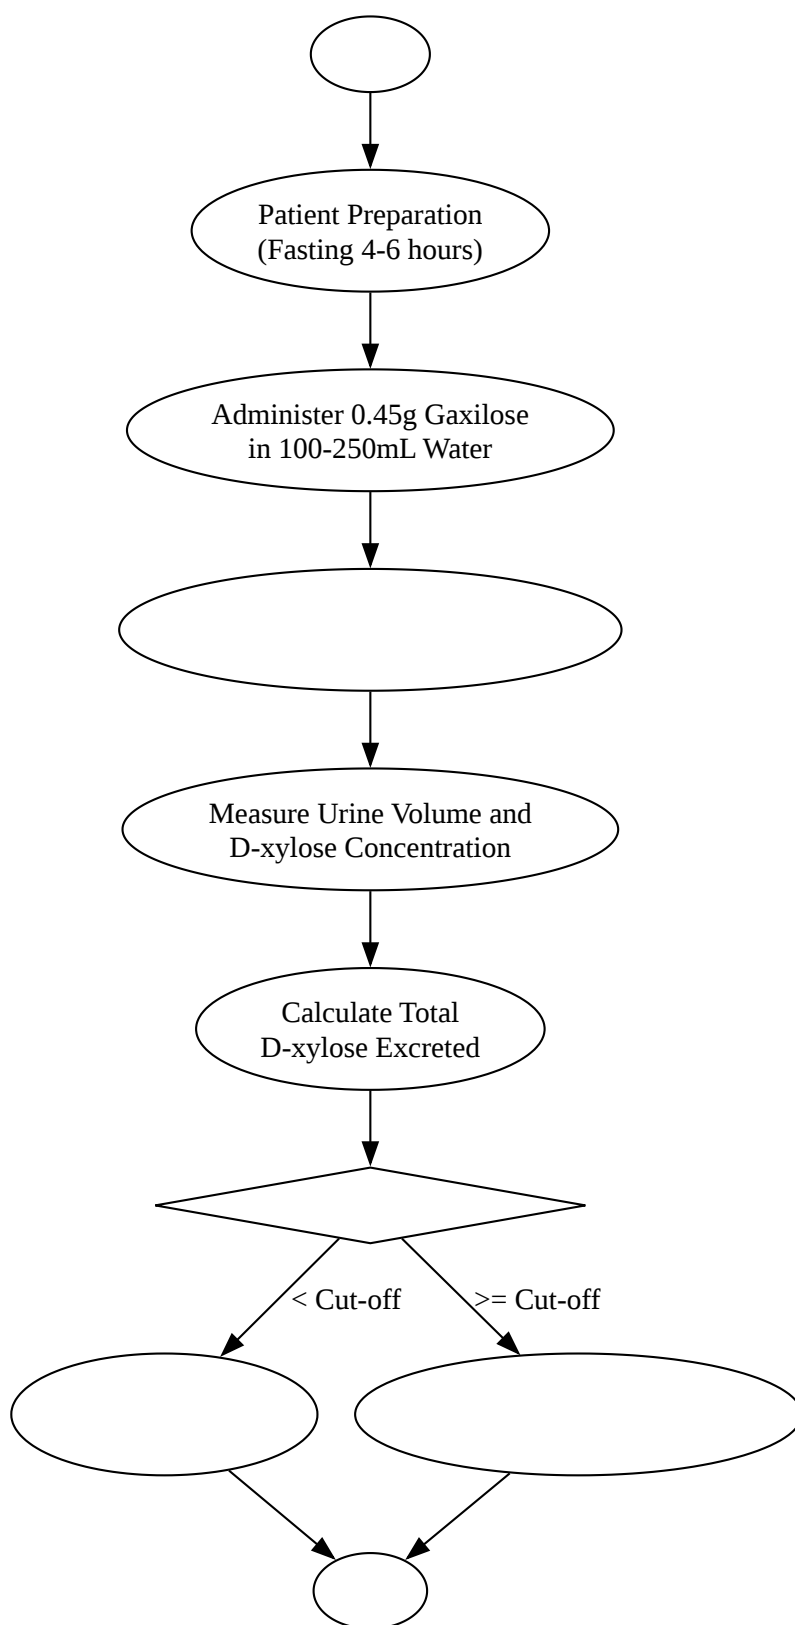 Patient Preparation
(Fasting 4-6 hours)
Administer 0.45g Gaxilose
in 100-250mL Water
Measure Urine Volume and
D-xylose Concentration
Calculate Total
D-xylose Excreted
< Cut-off
>= Cut-off